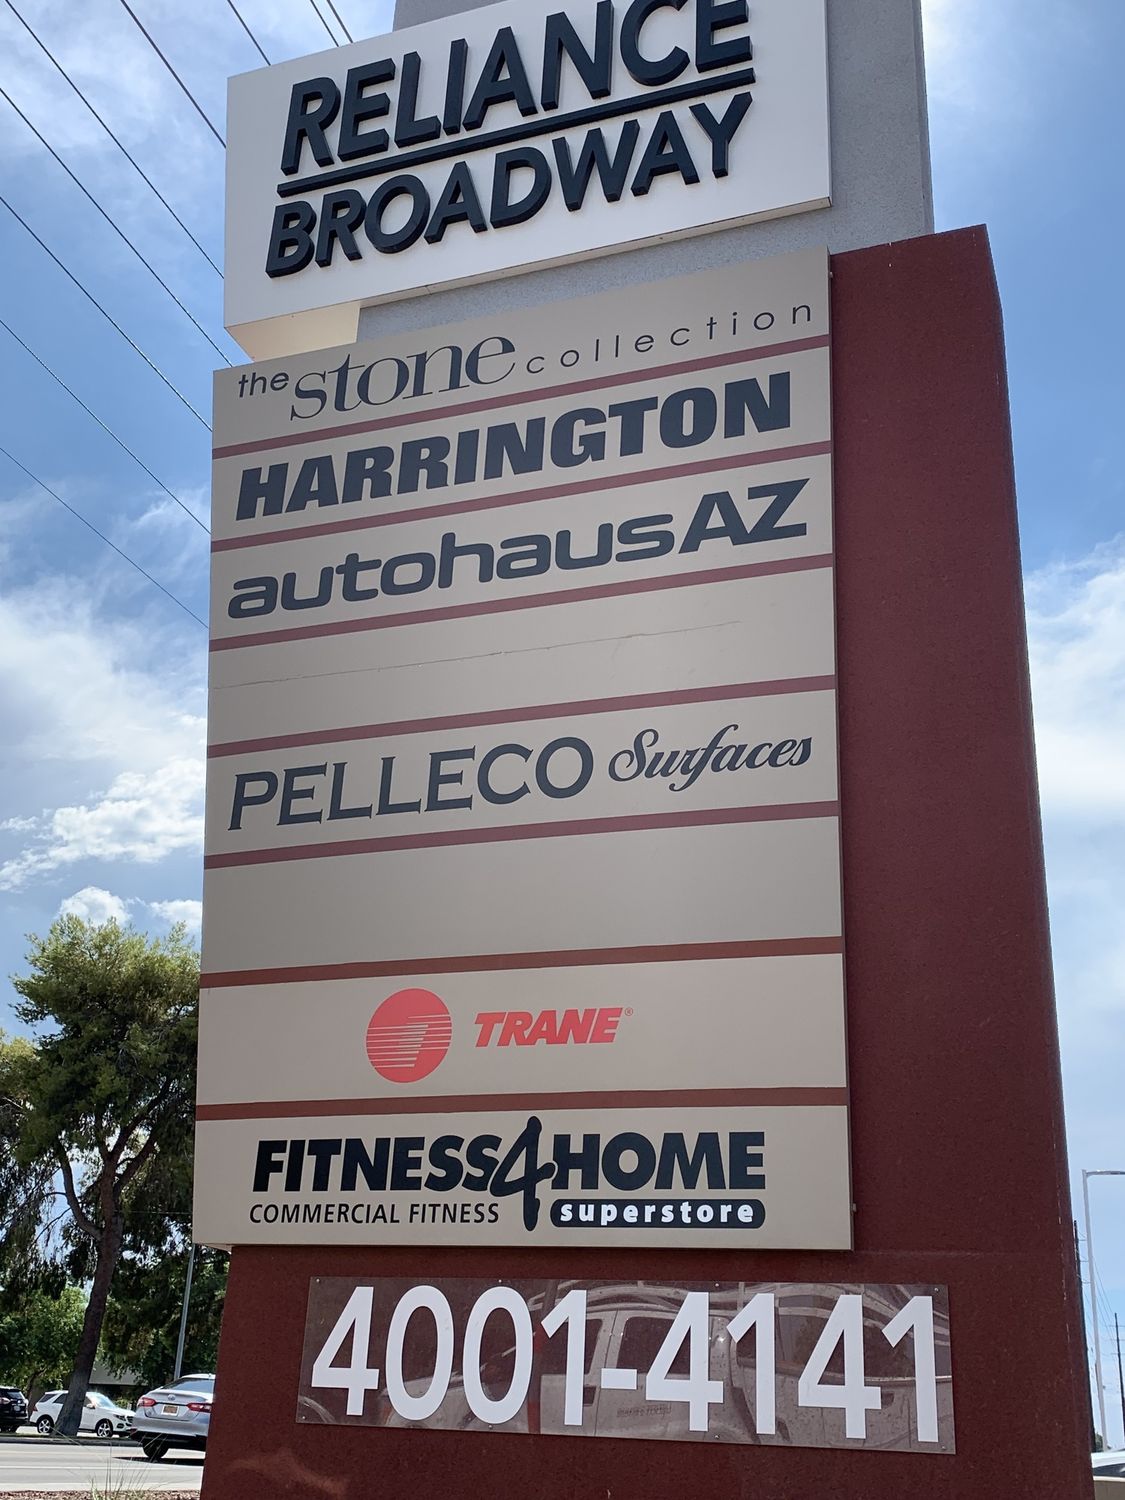 RELIANCE
BROADWAY
the stone collection
HARRINGTON
autohausAZ
PELLECO Surfaces
TRANE®
FITNESS4HOME
COMMERCIAL FITNESS superstore
4001-4141